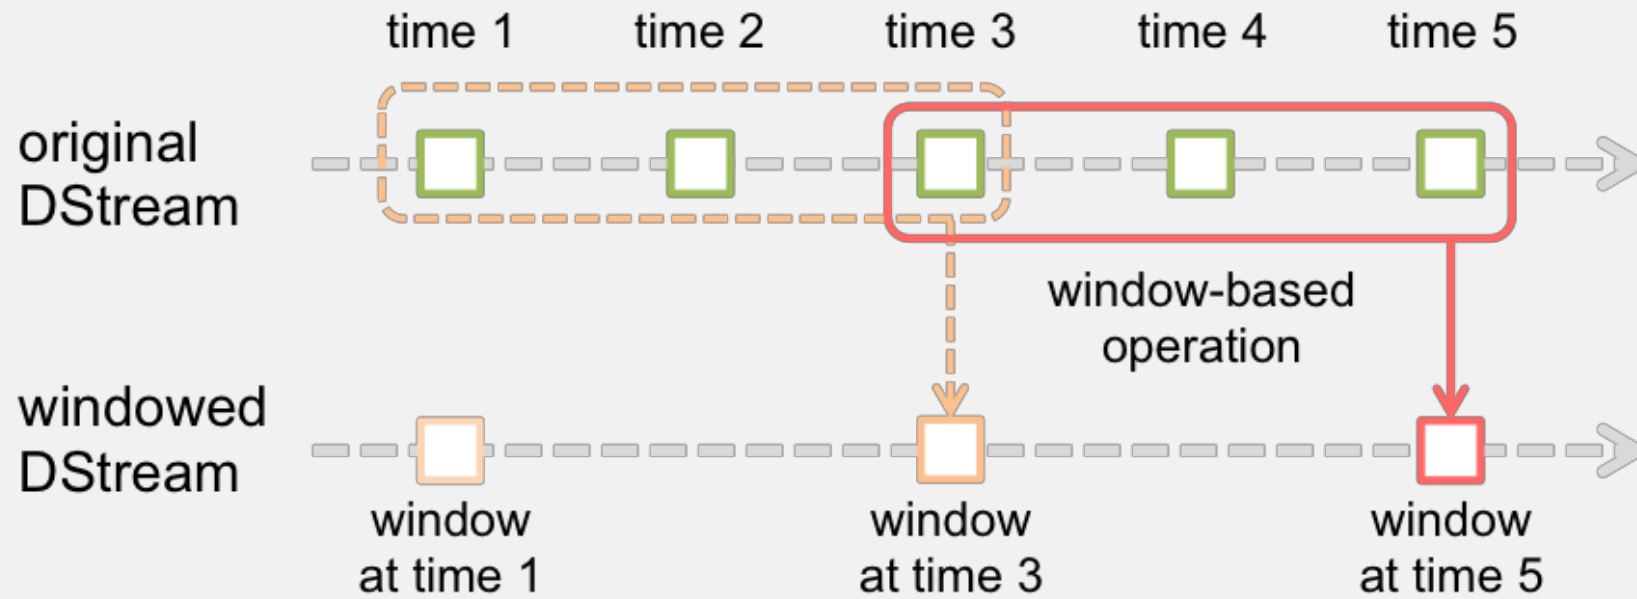 time 1 time 2 time 3 time 4 time 5
original
DStream
window-based
operation
windowed
DStream
window
at time 1
window
at time 3
window
at time 5